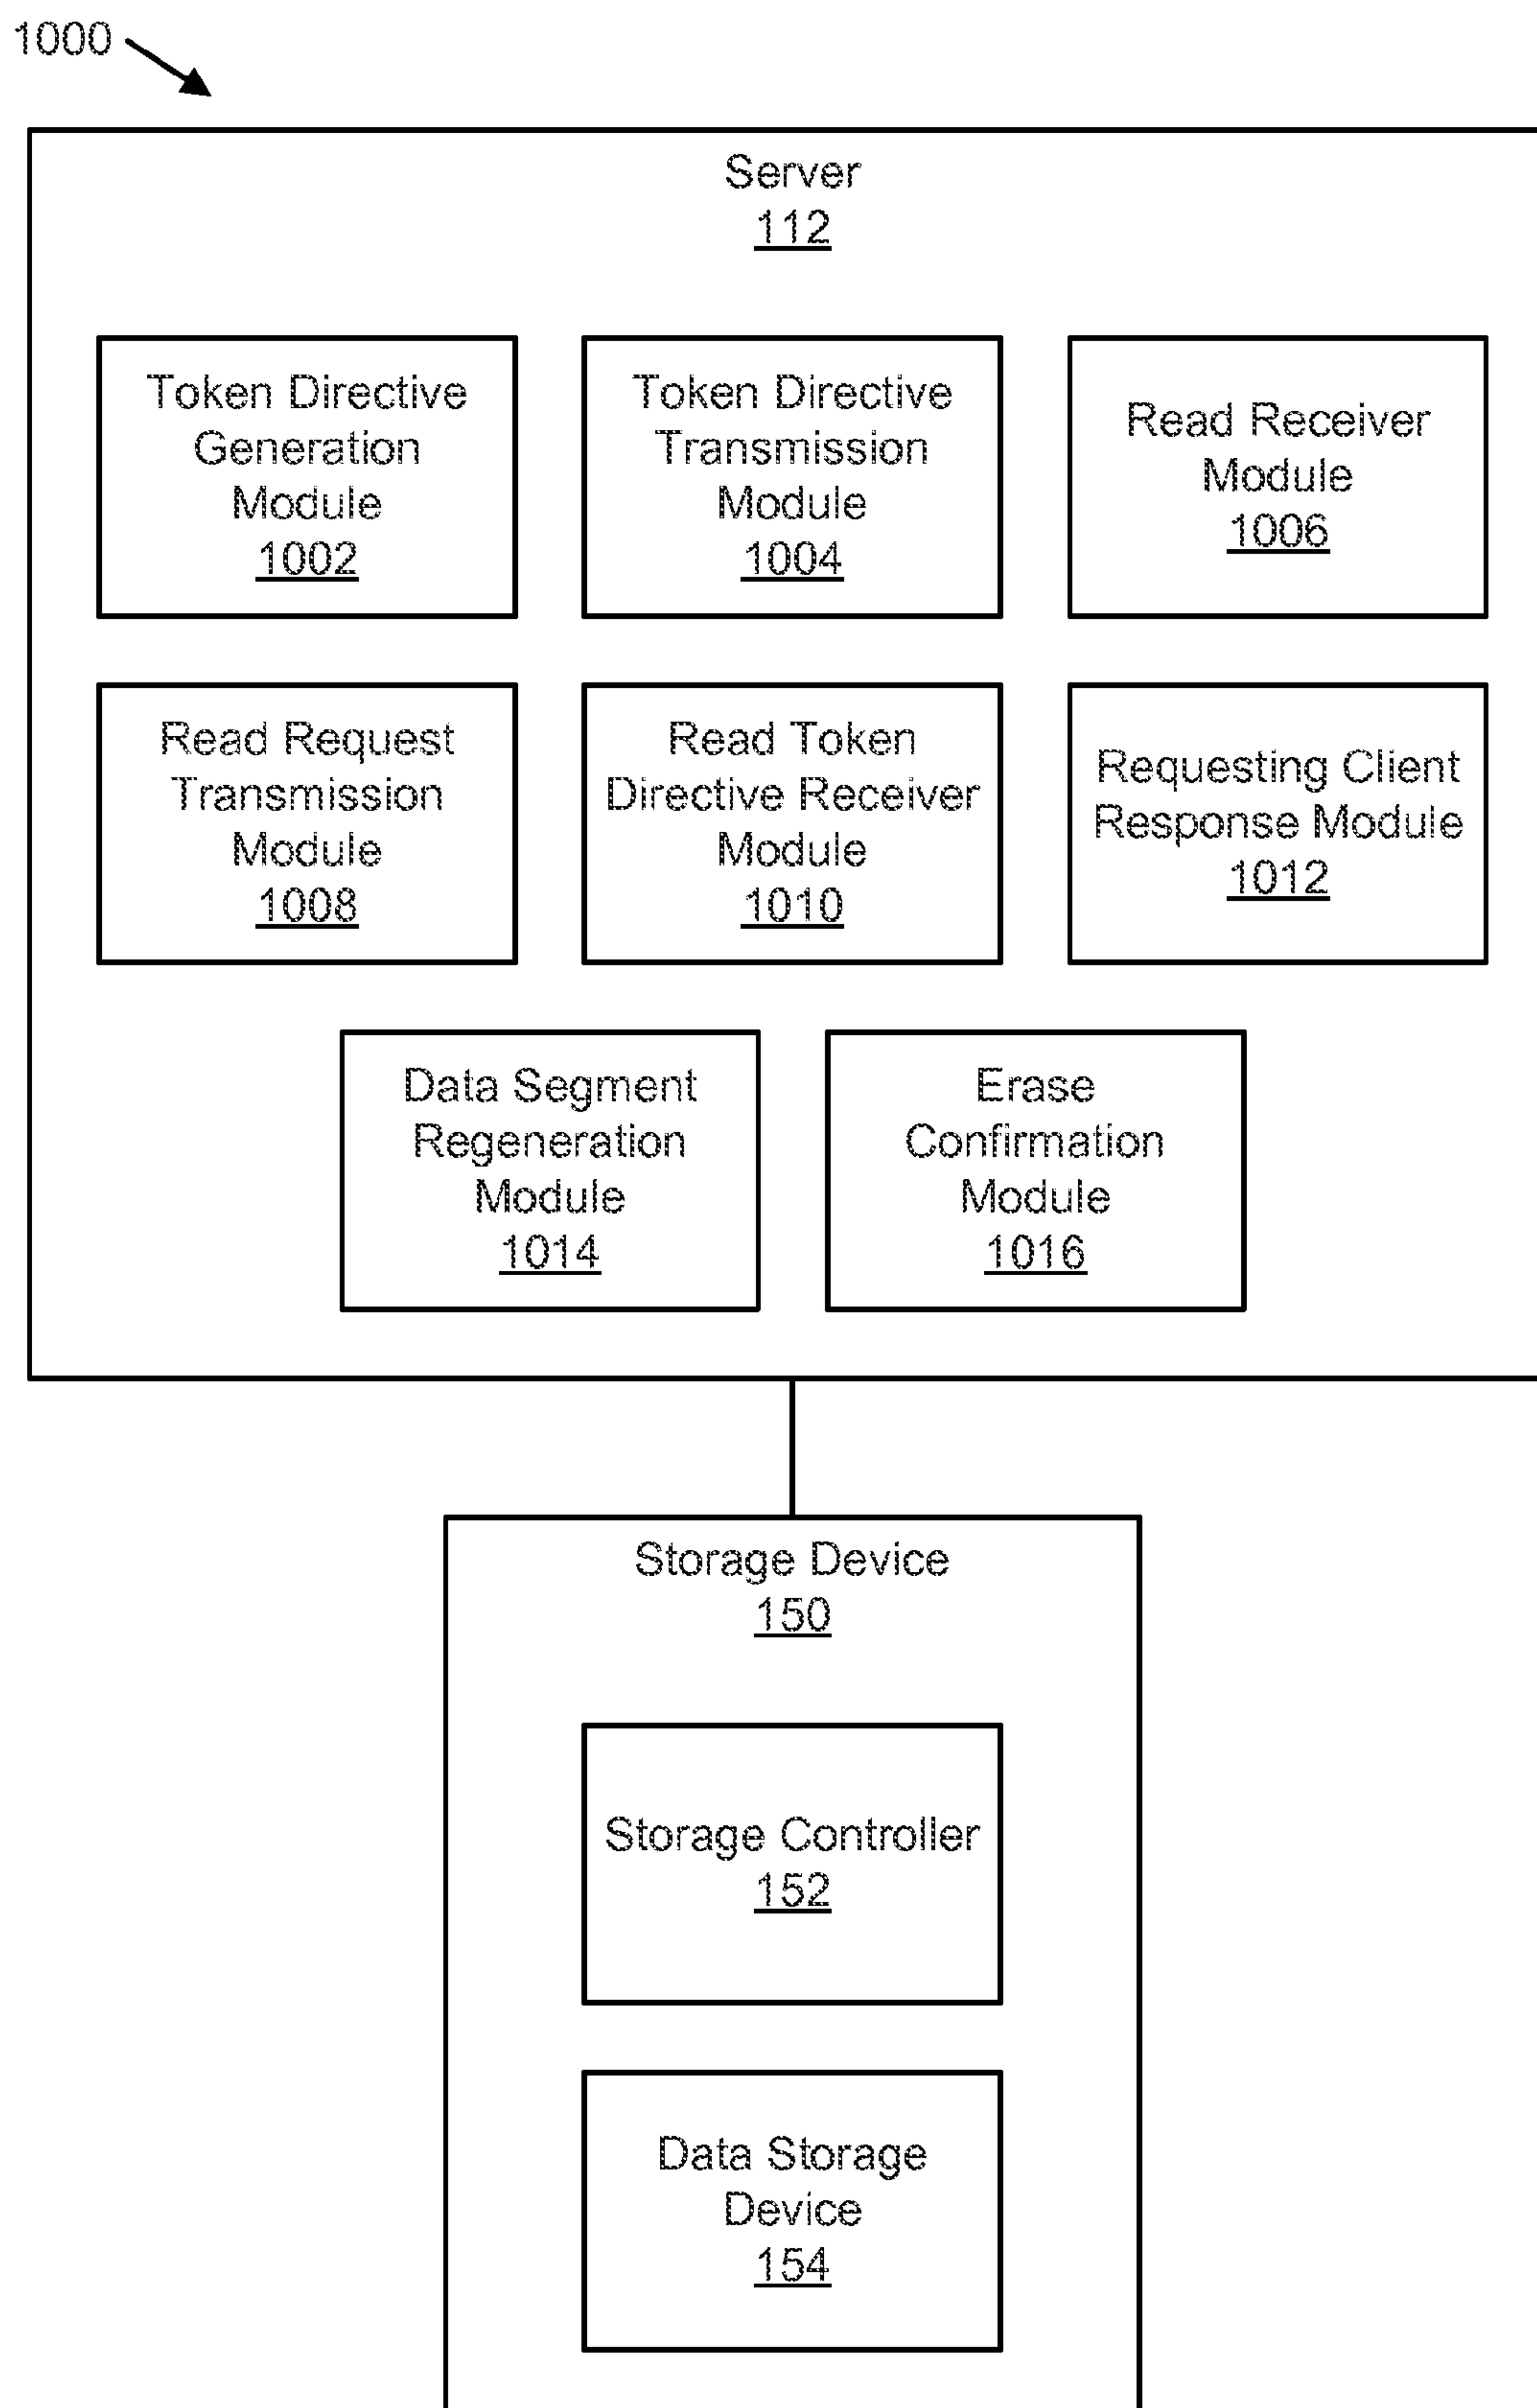 1000
Server
112
Token Directive
Generation
Module
1002
Token Directive
Transmission
Module
1004
Read Receiver
Module
1006
Read Request
Transmission
Module
1008
Read Token
Directive Receiver
Module
1010
Requesting Client
Response Module
1012
Data Segment
Regeneration
Module
1014
Erase
Confirmation
Module
1016
Storage Device
150
Storage Controller
152
Data Storage
Device
154